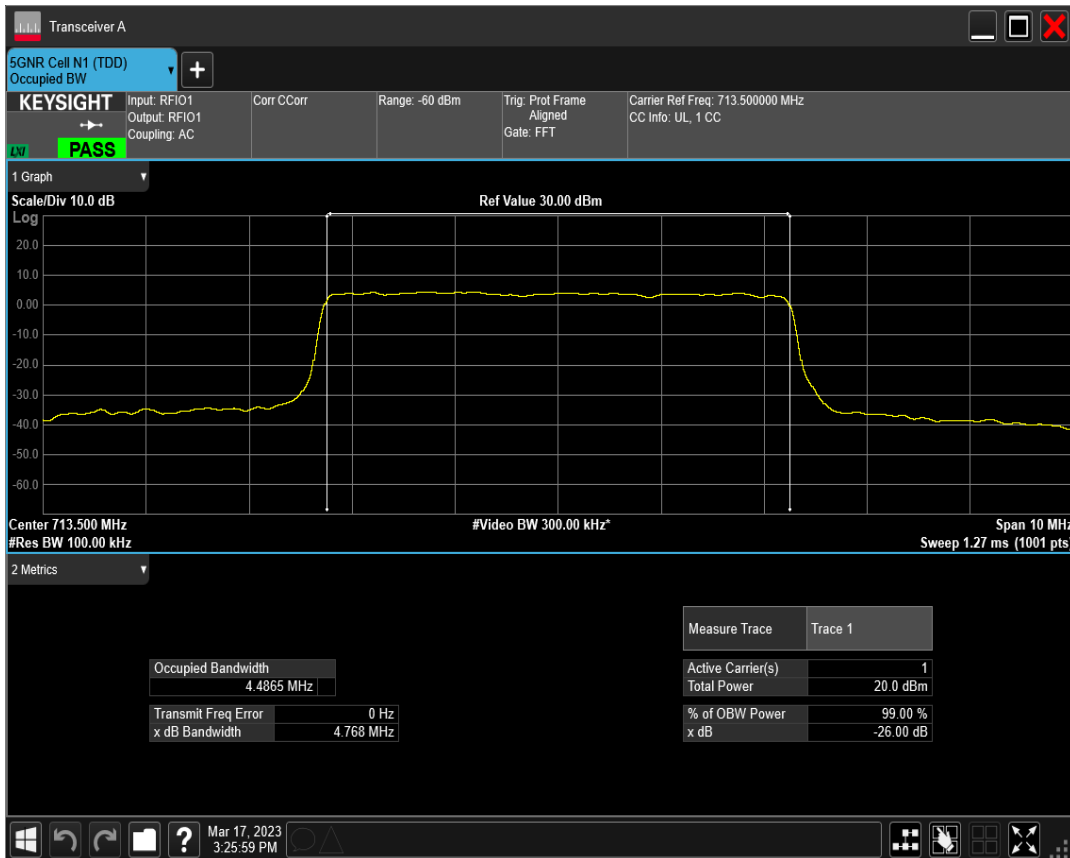 Transceiver A
5GNR Cell N1 (TDD)
Occupied BW
+
KEYSIGHT
LXI
PASS
Input: RFIO1
Output: RFIO1
Coupling: AC
Corr CCorr
Range: -60 dBm
Trig: Prot Frame
Aligned
Gate: FFT
Carrier Ref Freq: 713.500000 MHz
CC Info: UL, 1 CC
1 Graph
Scale/Div 10.0 dB
Ref Value 30.00 dBm
Log
20.0
10.0
0.00
-10.0
-20.0
-30.0
-40.0
-50.0
-60.0
Center 713.500 MHz
#Video BW 300.00 kHz*
Span 10 MHz
#Res BW 100.00 kHz
Sweep 1.27 ms (1001 pts)
2 Metrics
Measure Trace Trace 1
Occupied Bandwidth
4.4865 MHz
Transmit Freq Error 0 Hz
x dB Bandwidth 4.768 MHz
Active Carrier(s) 1
Total Power 20.0 dBm
% of OBW Power 99.00 %
x dB -26.00 dB
?
Mar 17, 2023
3:25:59 PM